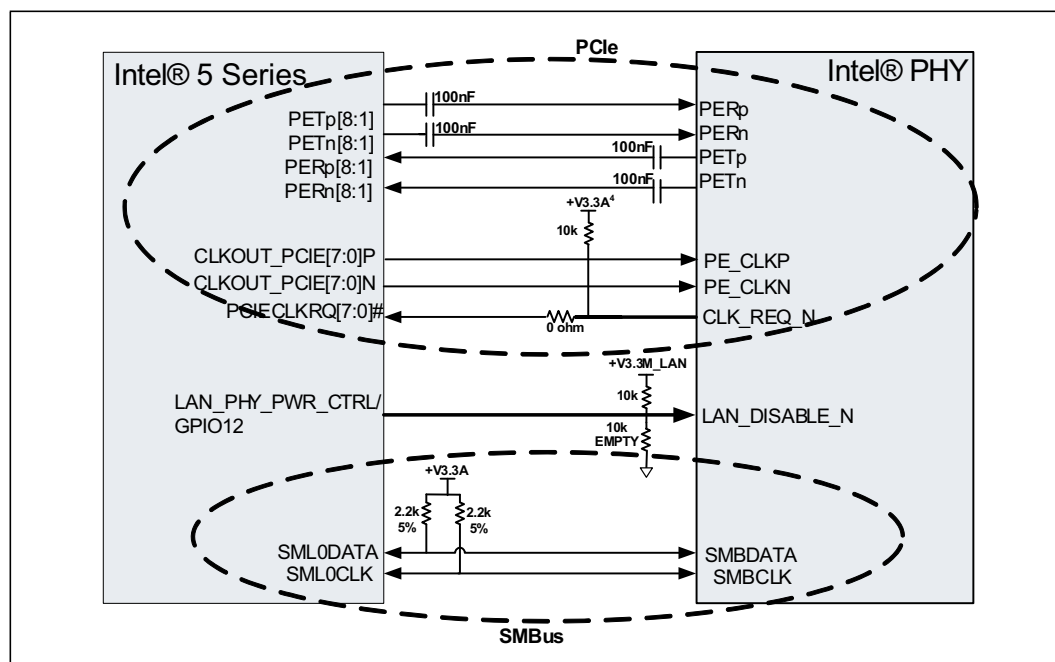 PCIe
Intel® 5 Series
Intel® PHY
100nF
PETp[8:1]
PERp
100nF
PETn[8:1]
PERn
100nF
PERp[8:1]
PETp
100nF
PERn[8:1]
PETn
+V3.3A4
10k
CLKOUT_PCIE[7:0]P
PE_CLKP
CLKOUT_PCIE[7:0]N
PE_CLKN
PCIECLKRQ[7:0]#
0 ohm
CLK_REQ_N
+V3.3M_LAN
10k
LAN_PHY_PWR_CTRL/
GPIO12
LAN_DISABLE_N
10k
EMPTY
+V3.3A
2.2k
5%
2.2k
5%
SML0DATA
SMBDATA
SML0CLK
SMBCLK
SMBus